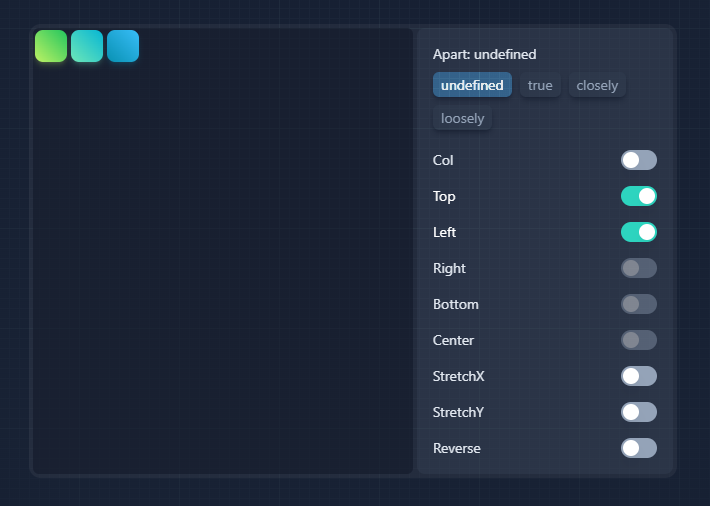 Apart: undefined
undefined true closely
loosely
Col
Top
Left
Right
Bottom
Center
StretchX
StretchY
Reverse